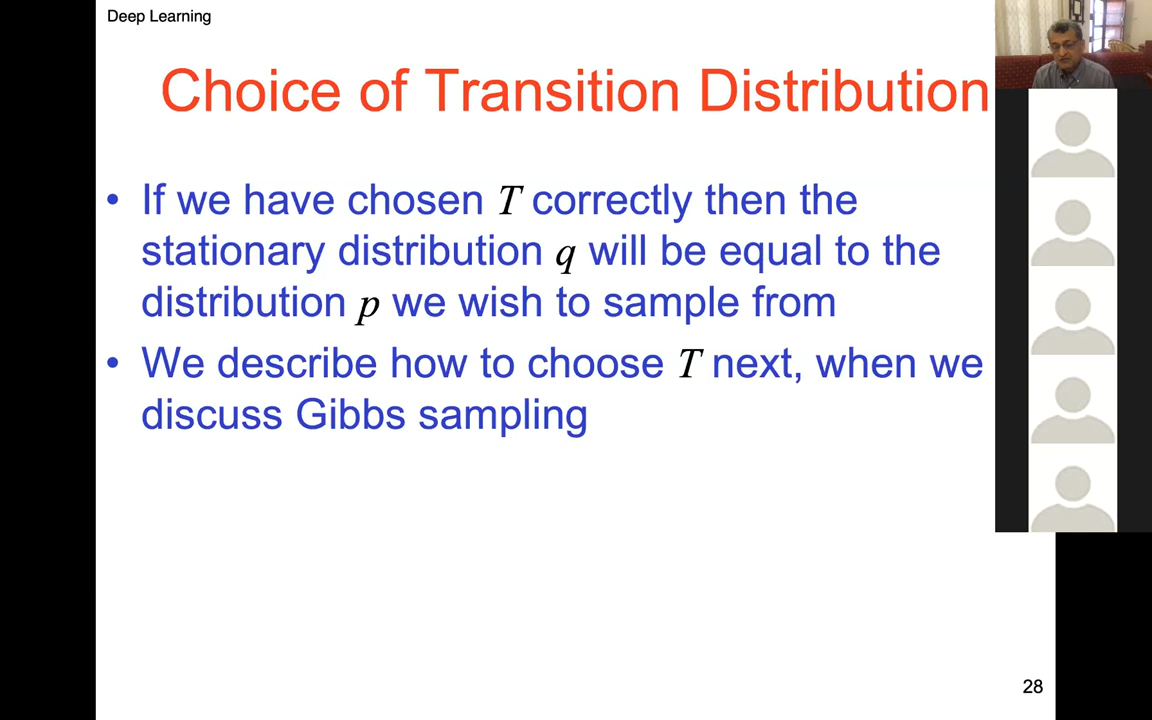 Deep Learning
Choice of Transition Distribution
• If we have chosen T correctly then the
stationary distribution q will be equal to the
distribution p we wish to sample from
• We describe how to choose T next, when we
discuss Gibbs sampling
28